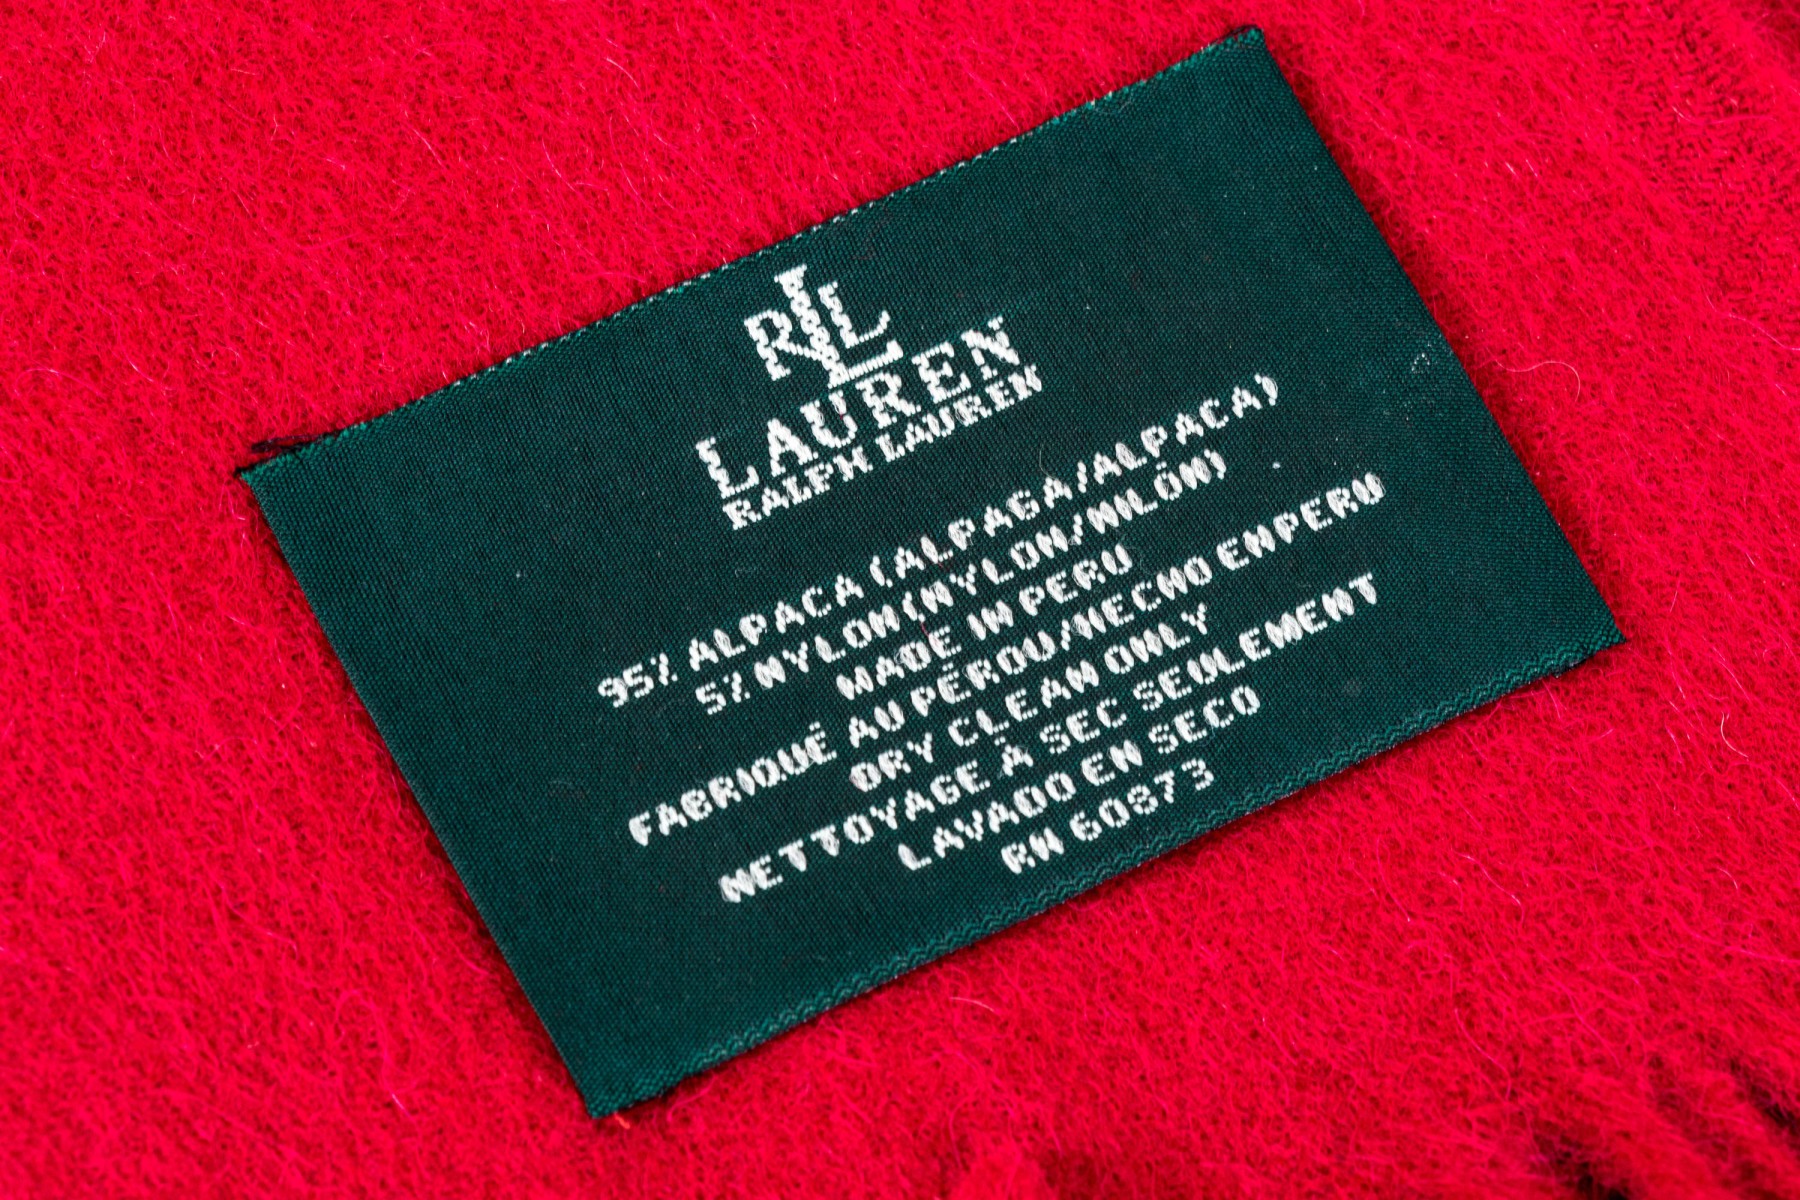 RLL
LAUREN
RALPH LAUREN
95% ALPACA (ALPAGA/ALPACA)
5% NYLON (NYLON/NILÓN)
MADE IN PERU
FABRIQUÉ AU PÉROU/HECHO EN PERU
DRY CLEAN ONLY
NETTOYAGE À SEC SEULEMENT
LAVADO EN SECO
RN 60873